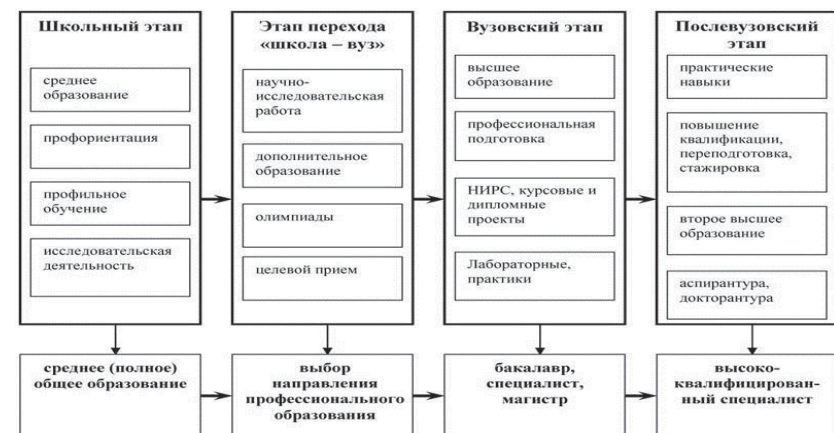 Школьный этап
среднее
образование
профориентация
профильное
обучение
исследовательская
деятельность
среднее (полное)
общее образование
Этап перехода
«школа – вуз»
научно-
исследовательская
работа
дополнительное
образование
олимпиады
целевой прием
выбор
направления
профессионального
образования
Вузовский этап
высшее
образование
профессиональная
подготовка
НИРС, курсовые и
дипломные
проекты
Лабораторные,
практики
бакалавр,
специалист,
магистр
Послевузовский
этап
практические
навыки
повышение
квалификации,
переподготовка,
стажировка
второе высшее
образование
аспирантура,
докторантура
высоко-
квалифицирован-
ный специалист